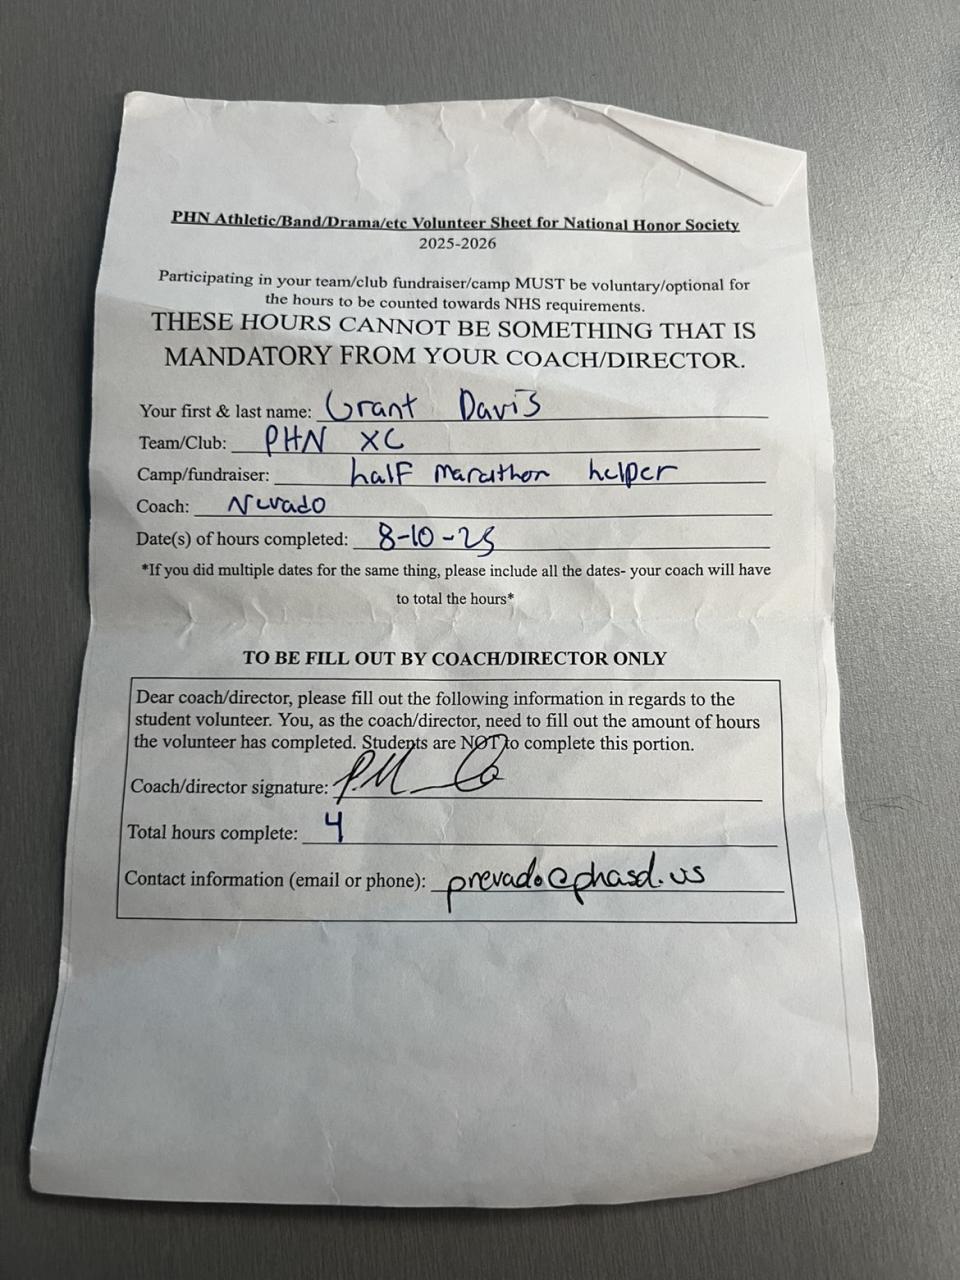 PHN Athletic/Band/Drama/etc Volunteer Sheet for National Honor Society
2025-2026
Participating in your team/club fundraiser/camp MUST be voluntary/optional for
the hours to be counted towards NHS requirements.
THESE HOURS CANNOT BE SOMETHING THAT IS
MANDATORY FROM YOUR COACH/DIRECTOR.
Your first & last name: Grant Davis
Team/Club: PHN XC
Camp/fundraiser: half marathon helper
Coach: Nevado
Date(s) of hours completed: 8-10-25
*If you did multiple dates for the same thing, please include all the dates- your coach will have
to total the hours*
TO BE FILL OUT BY COACH/DIRECTOR ONLY
Dear coach/director, please fill out the following information in regards to the
student volunteer. You, as the coach/director, need to fill out the amount of hours
the volunteer has completed. Students are NOT to complete this portion.
Coach/director signature:
Total hours complete: 4
Contact information (email or phone): pnevado@phasd.us